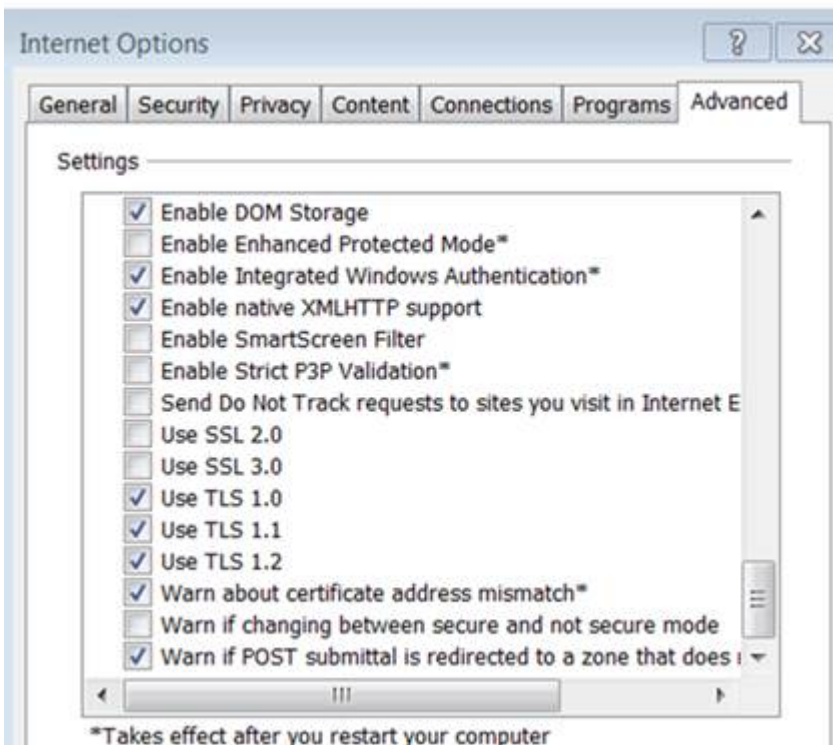 Internet Options
General Security Privacy Content Connections Programs Advanced
Settings
Enable DOM Storage
Enable Enhanced Protected Mode*
Enable Integrated Windows Authentication*
Enable native XMLHTTP support
Enable SmartScreen Filter
Enable Strict P3P Validation*
Send Do Not Track requests to sites you visit in Internet E
Use SSL 2.0
Use SSL 3.0
Use TLS 1.0
Use TLS 1.1
Use TLS 1.2
Warn about certificate address mismatch*
Warn if changing between secure and not secure mode
Warn if POST submittal is redirected to a zone that does
*Takes effect after you restart your computer